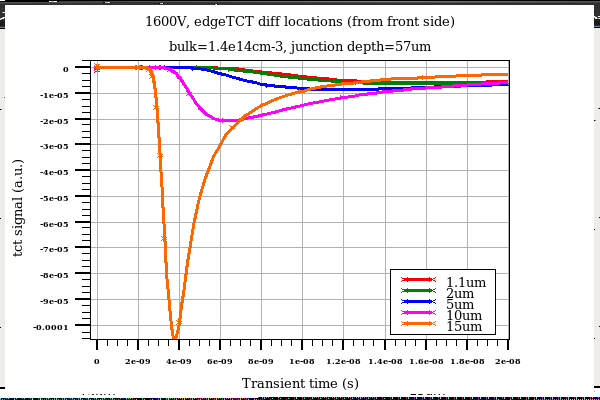 1600V, edgeTCT diff locations (from front side)
bulk=1.4e14cm-3, junction depth=57um
tct signal (a.u.)
0
-1e-05
-2e-05
-3e-05
-4e-05
-5e-05
-6e-05
-7e-05
-8e-05
-9e-05
-0.0001
1.1um
2um
5um
10um
15um
0 2e-09 4e-09 6e-09 8e-09 1e-08 1.2e-08 1.4e-08 1.6e-08 1.8e-08 2e-08
Transient time (s)